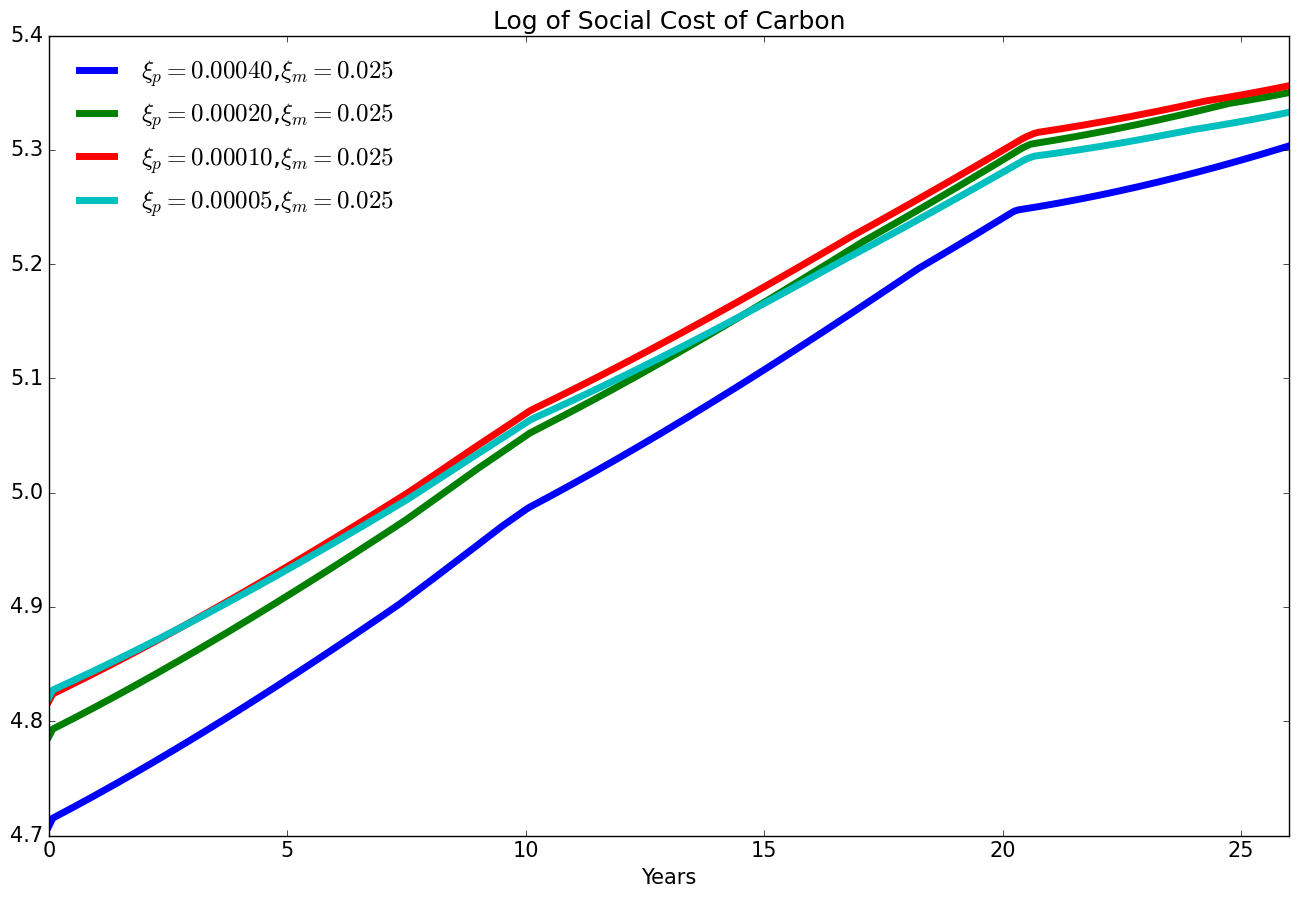 Log of Social Cost of Carbon
5.4
5.3
5.2
5.1
5.0
4.9
4.8
4.7
ξp = 0.00040,ξm = 0.025
ξp = 0.00020,ξm = 0.025
ξp = 0.00010,ξm = 0.025
ξp = 0.00005,ξm = 0.025
0 5 10 15 20 25
Years